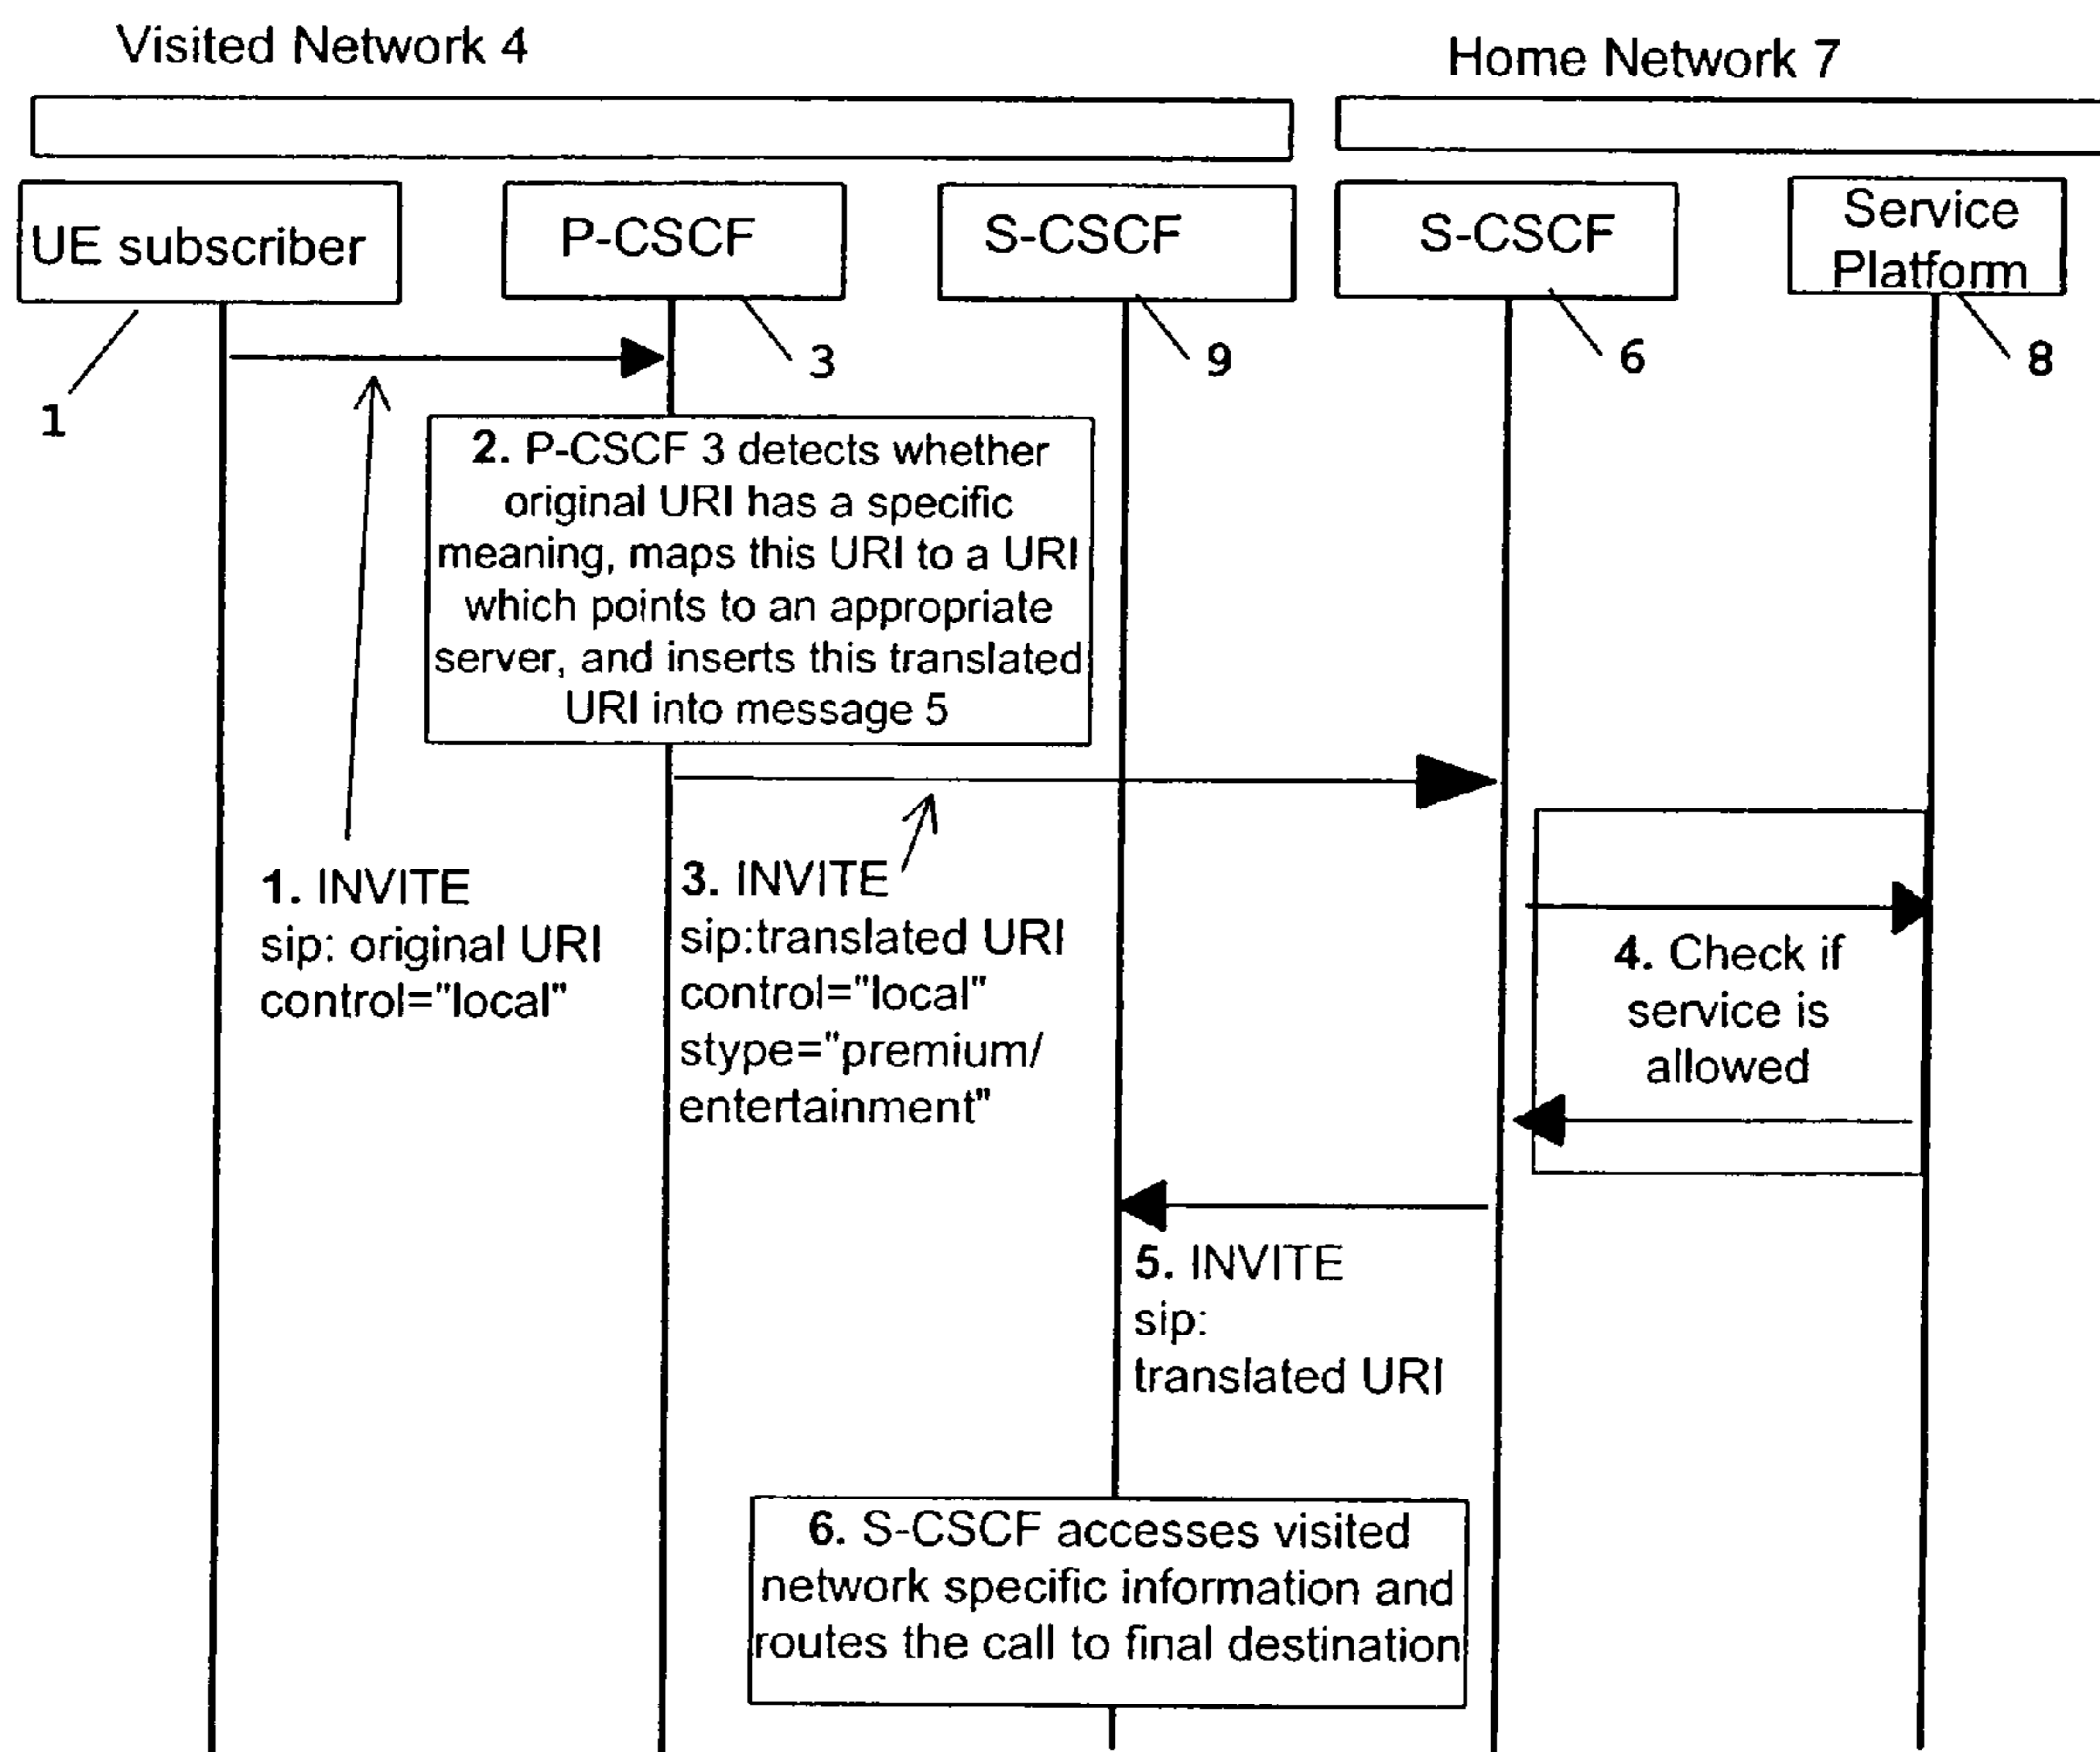 Visited Network 4
Home Network 7
UE subscriber
P-CSCF
S-CSCF
S-CSCF
Service
Platform
1
3
9
6
8
2. P-CSCF 3 detects whether
original URI has a specific
meaning, maps this URI to a URI
which points to an appropriate
server, and inserts this translated
URI into message 5
1. INVITE
sip: original URI
control="local"
3. INVITE
sip:translated URI
control="local"
stype="premium/
entertainment"
4. Check if
service is
allowed
5. INVITE
sip:
translated URI
6. S-CSCF accesses visited
network specific information and
routes the call to final destination